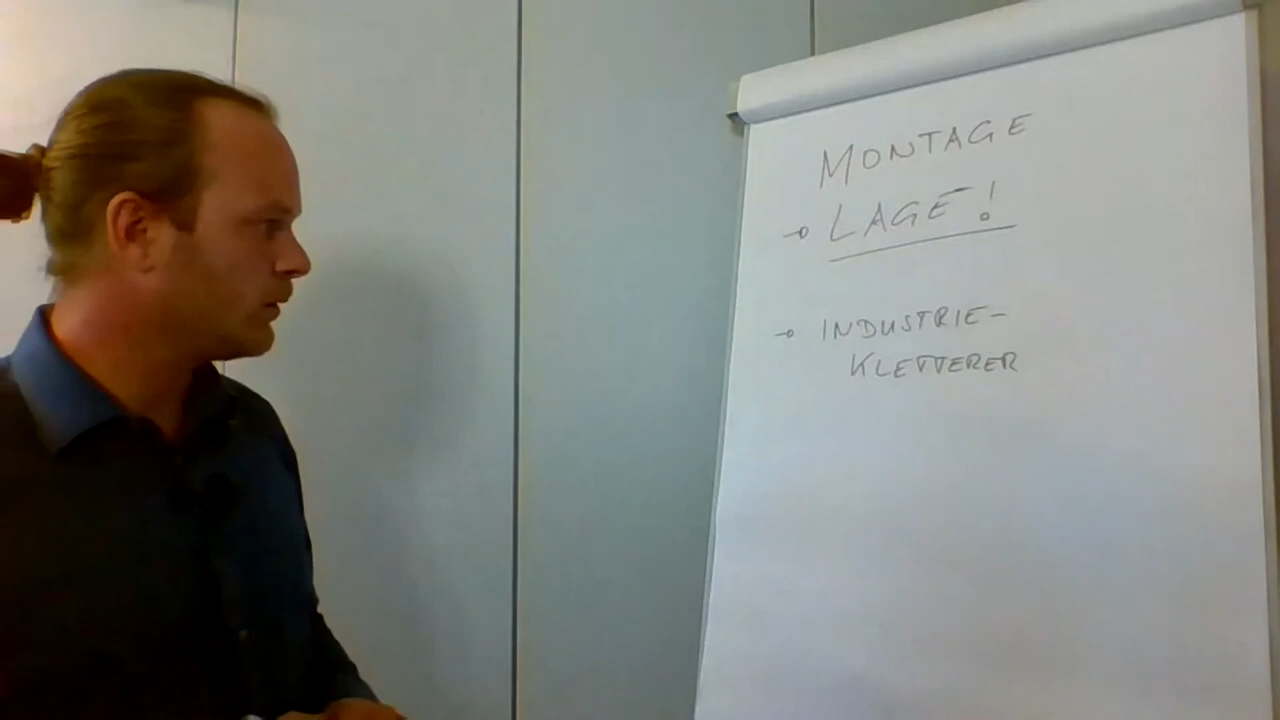 MONTAGE
→ LAGE!
→ INDUSTRIE-
KLETTERER